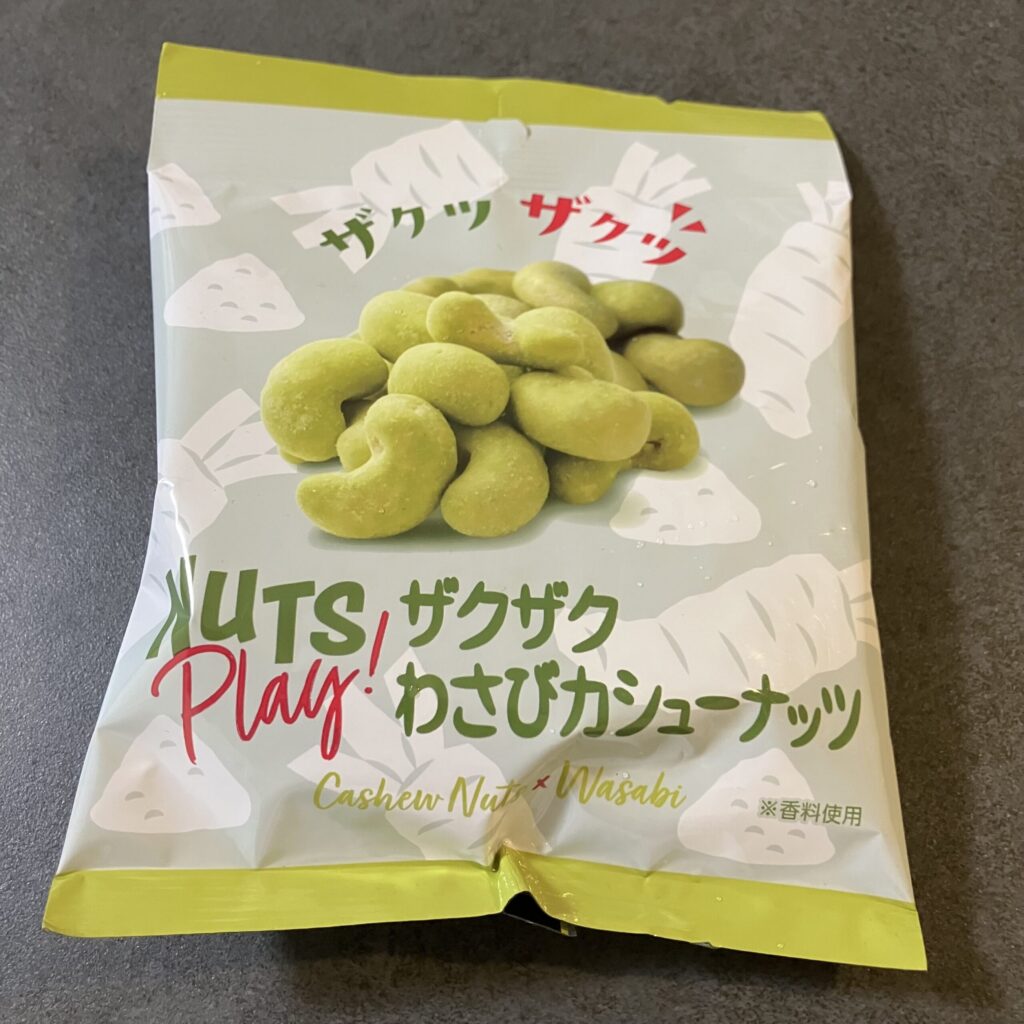 ザクッ ザクッ
NUTS
Play!
ザクザク
わさびカシューナッツ
Cashew Nuts × Wasabi
※香料使用